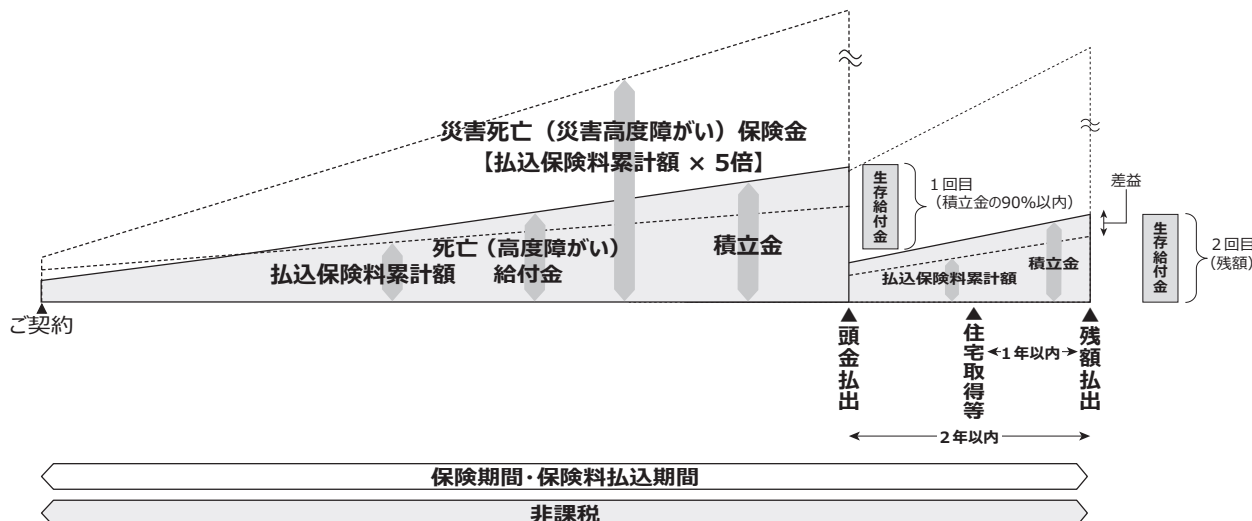 災害死亡（災害高度障がい）保険金
【払込保険料累計額 × 5倍】
生存給付金
1回目
（積立金の90％以内）
差益
死亡（高度障がい）
給付金
払込保険料累計額
積立金
積立金
払込保険料累計額
生存給付金
2回目
（残額）
ご契約
頭金払出
住宅取得等
1年以内
残額払出
2年以内
保険期間・保険料払込期間
非課税